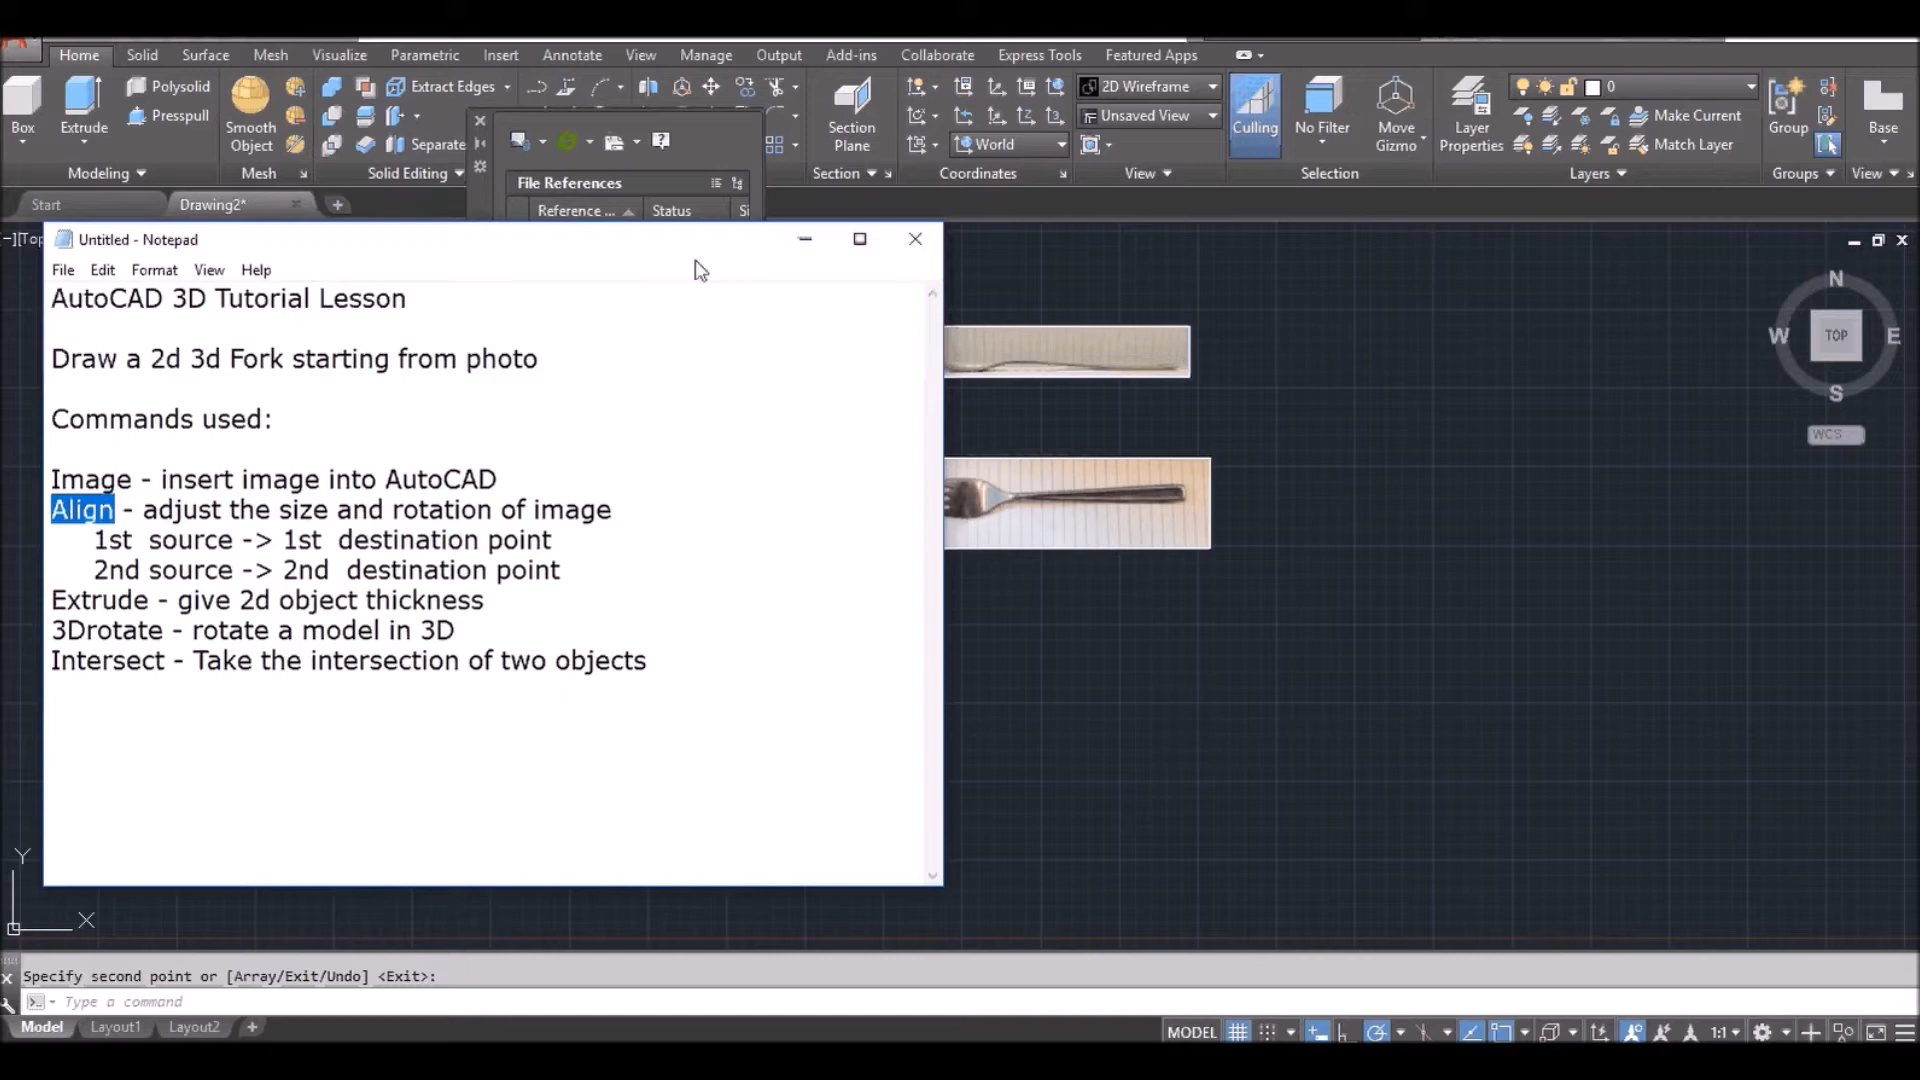 Home Solid Surface Mesh Visualize Parametric Insert Annotate View Manage Output Add-ins Collaborate Express Tools Featured Apps
Box
Extrude
Polysolid
Presspull
Modeling
Smooth
Object
Mesh
Extract Edges
Separate
Solid Editing
Section
Plane
Section
World
Coordinates
2D Wireframe
Unsaved View
View
Culling
No Filter
Move
Gizmo
Selection
Layer
Properties
0
Make Current
Match Layer
Layers
Group
Groups
Base
View
File References
Reference ... Status Si
Start Drawing2*
[−][Top
Untitled - Notepad
File Edit Format View Help
AutoCAD 3D Tutorial Lesson
Draw a 2d 3d Fork starting from photo
Commands used:
Image - insert image into AutoCAD
Align - adjust the size and rotation of image
1st source -> 1st destination point
2nd source -> 2nd destination point
Extrude - give 2d object thickness
3Drotate - rotate a model in 3D
Intersect - Take the intersection of two objects
N
W TOP E
S
WCS
Y
X
Specify second point or [Array/Exit/Undo] <Exit>:
Type a command
Model Layout1 Layout2
MODEL 1:1